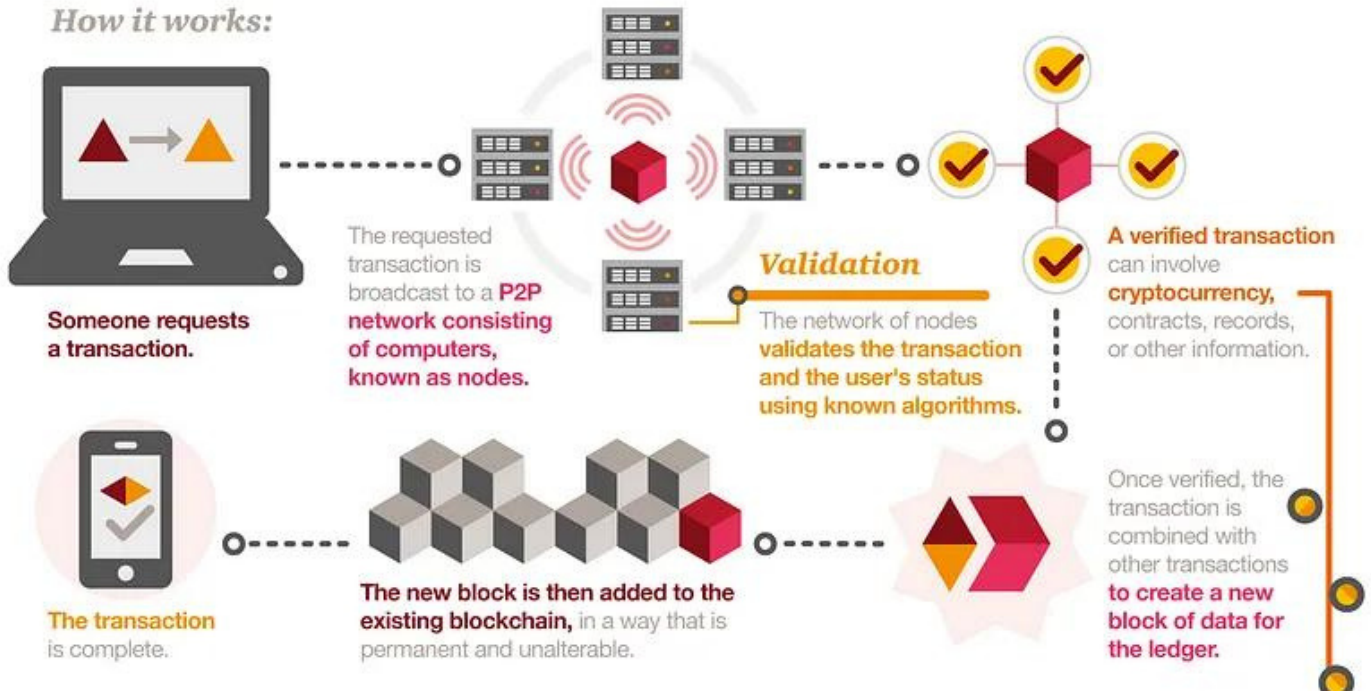 How it works:
Someone requests
a transaction.
The requested
transaction is
broadcast to a P2P
network consisting
of computers,
known as nodes.
Validation
The network of nodes
validates the transaction
and the user's status
using known algorithms.
A verified transaction
can involve
cryptocurrency,
contracts, records,
or other information.
Once verified, the
transaction is
combined with
other transactions
to create a new
block of data for
the ledger.
The new block is then added to the
existing blockchain, in a way that is
permanent and unalterable.
The transaction
is complete.